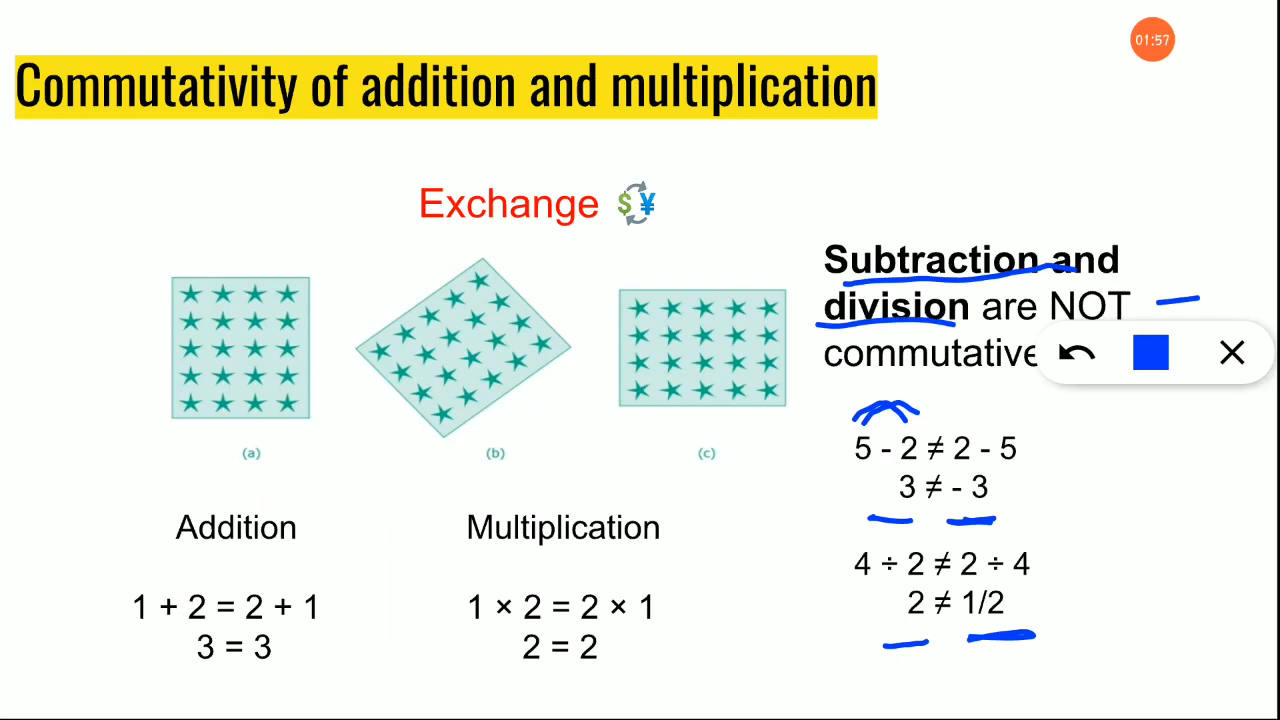 01:57
Commutativity of addition and multiplication
Exchange $ ¥
Subtraction and
division are NOT
commutative
(a)
(b)
(c)
5 - 2 ≠ 2 - 5
3 ≠ - 3
4 ÷ 2 ≠ 2 ÷ 4
2 ≠ 1/2
Addition
1 + 2 = 2 + 1
3 = 3
Multiplication
1 × 2 = 2 × 1
2 = 2